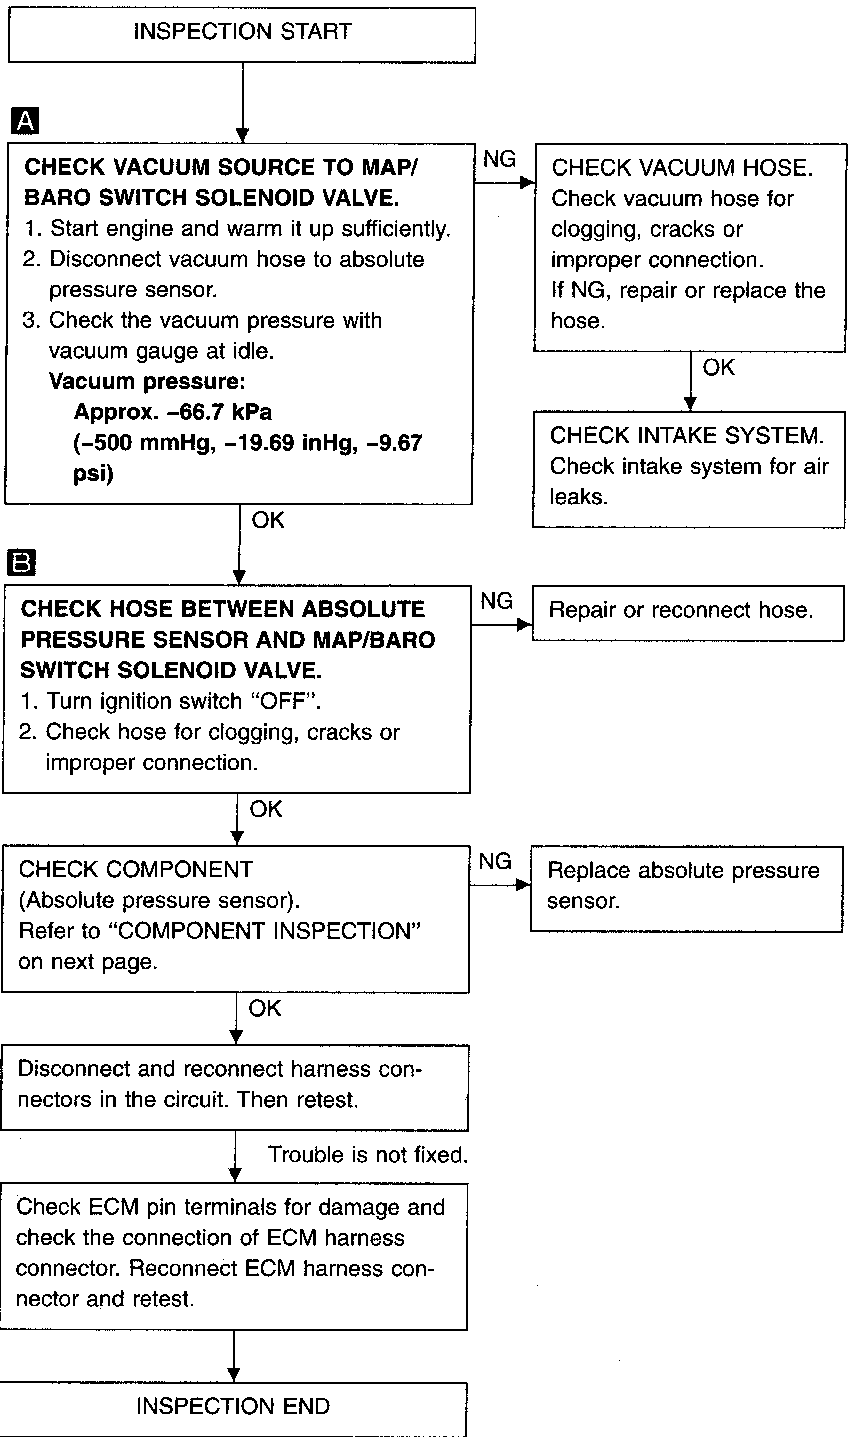 INSPECTION START
A
CHECK VACUUM SOURCE TO MAP/
BARO SWITCH SOLENOID VALVE.
1. Start engine and warm it up sufficiently.
2. Disconnect vacuum hose to absolute
pressure sensor.
3. Check the vacuum pressure with
vacuum gauge at idle.
Vacuum pressure:
Approx. –66.7 kPa
(–500 mmHg, –19.69 inHg, –9.67
psi)
NG
CHECK VACUUM HOSE.
Check vacuum hose for
clogging, cracks or
improper connection.
If NG, repair or replace the
hose.
OK
CHECK INTAKE SYSTEM.
Check intake system for air
leaks.
OK
B
CHECK HOSE BETWEEN ABSOLUTE
PRESSURE SENSOR AND MAP/BARO
SWITCH SOLENOID VALVE.
1. Turn ignition switch “OFF”.
2. Check hose for clogging, cracks or
improper connection.
NG
Repair or reconnect hose.
OK
CHECK COMPONENT
(Absolute pressure sensor).
Refer to “COMPONENT INSPECTION”
on next page.
NG
Replace absolute pressure
sensor.
OK
Disconnect and reconnect harness con-
nectors in the circuit. Then retest.
Trouble is not fixed.
Check ECM pin terminals for damage and
check the connection of ECM harness
connector. Reconnect ECM harness con-
nector and retest.
INSPECTION END